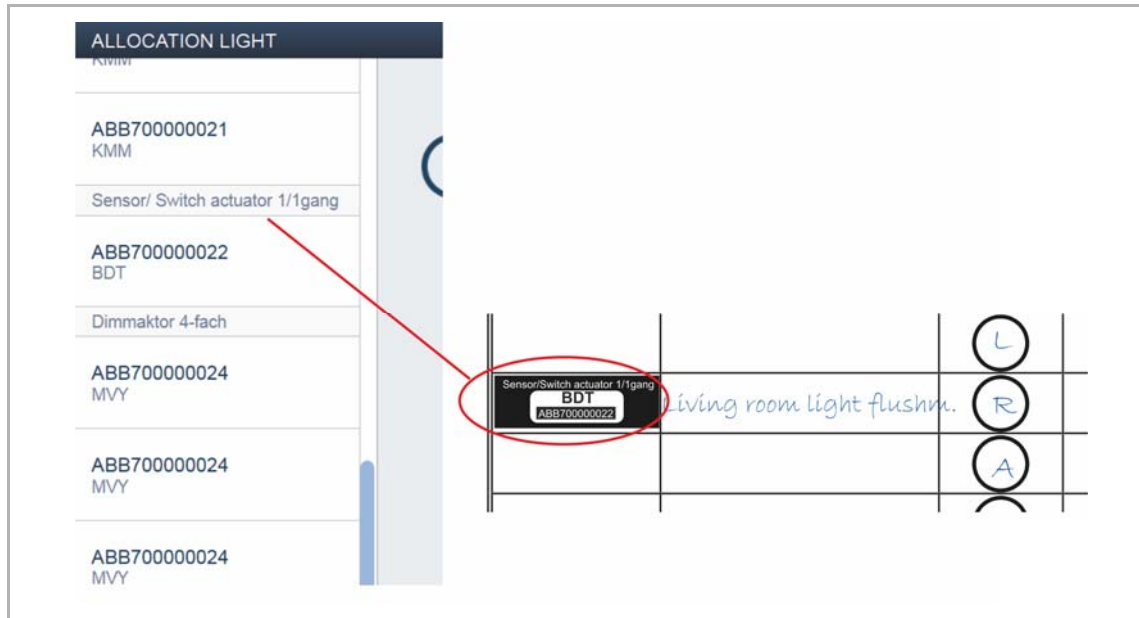 ALLOCATION LIGHT
KMM
ABB700000021
KMM
Sensor/ Switch actuator 1/1gang
ABB700000022
BDT
Dimmaktor 4-fach
ABB700000024
MVY
ABB700000024
MVY
ABB700000024
MVY
L
Sensor/Switch actuator 1/1gang
BDT
ABB700000022
Living room light flushm.
R
A